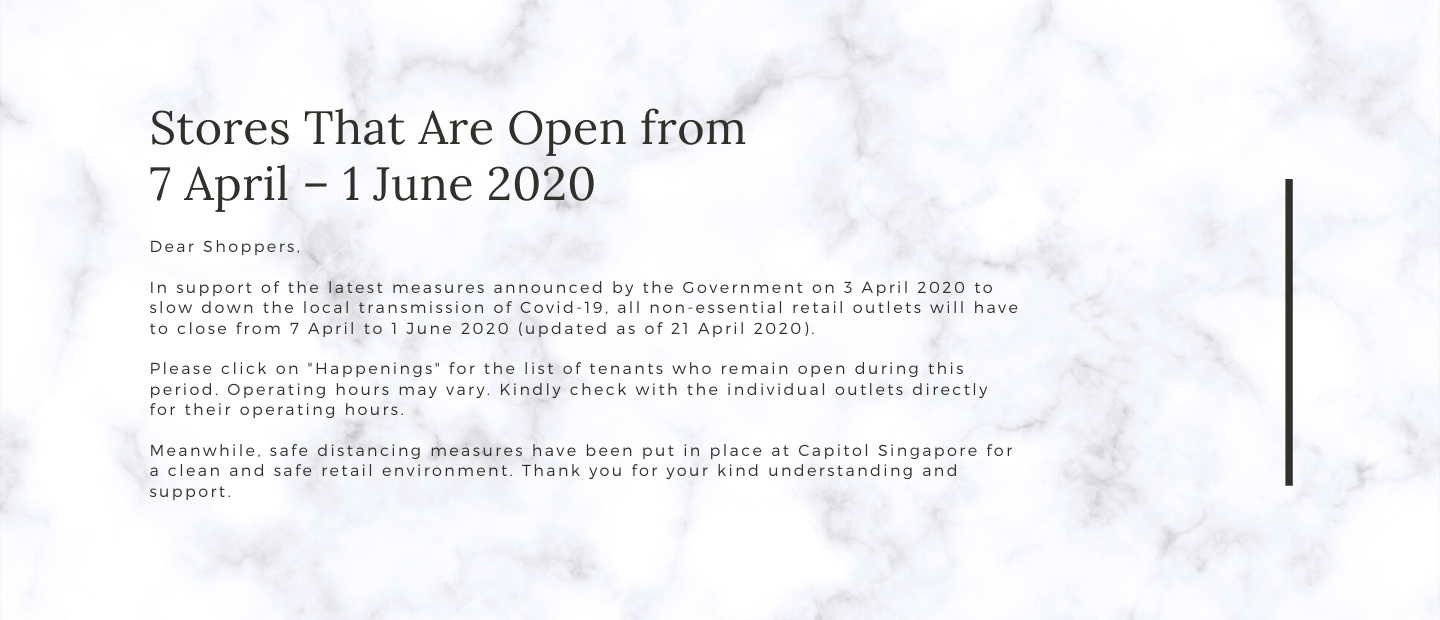 Stores That Are Open from
7 April – 1 June 2020
Dear Shoppers,
In support of the latest measures announced by the Government on 3 April 2020 to
slow down the local transmission of Covid-19, all non-essential retail outlets will have
to close from 7 April to 1 June 2020 (updated as of 21 April 2020).
Please click on "Happenings" for the list of tenants who remain open during this
period. Operating hours may vary. Kindly check with the individual outlets directly
for their operating hours.
Meanwhile, safe distancing measures have been put in place at Capitol Singapore for
a clean and safe retail environment. Thank you for your kind understanding and
support.